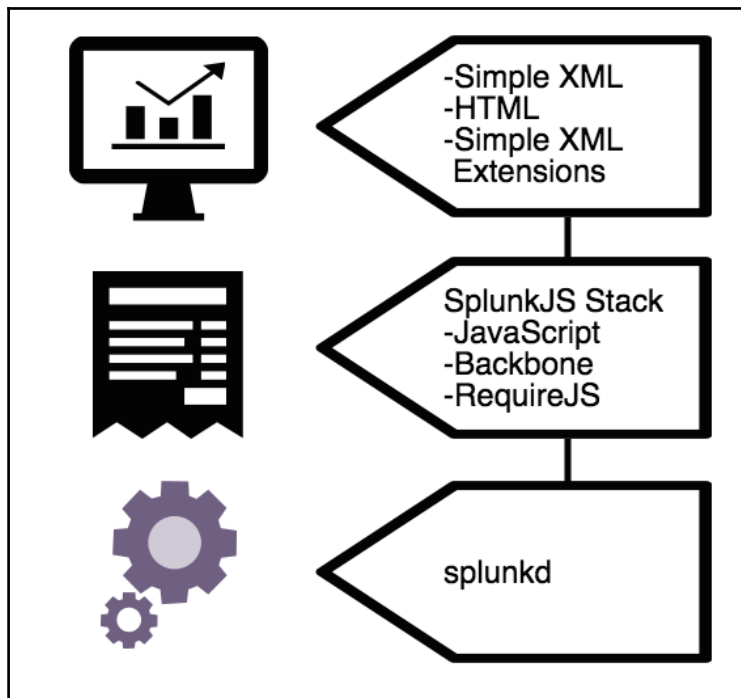 -Simple XML
-HTML
-Simple XML
Extensions
SplunkJS Stack
-JavaScript
-Backbone
-RequireJS
splunkd